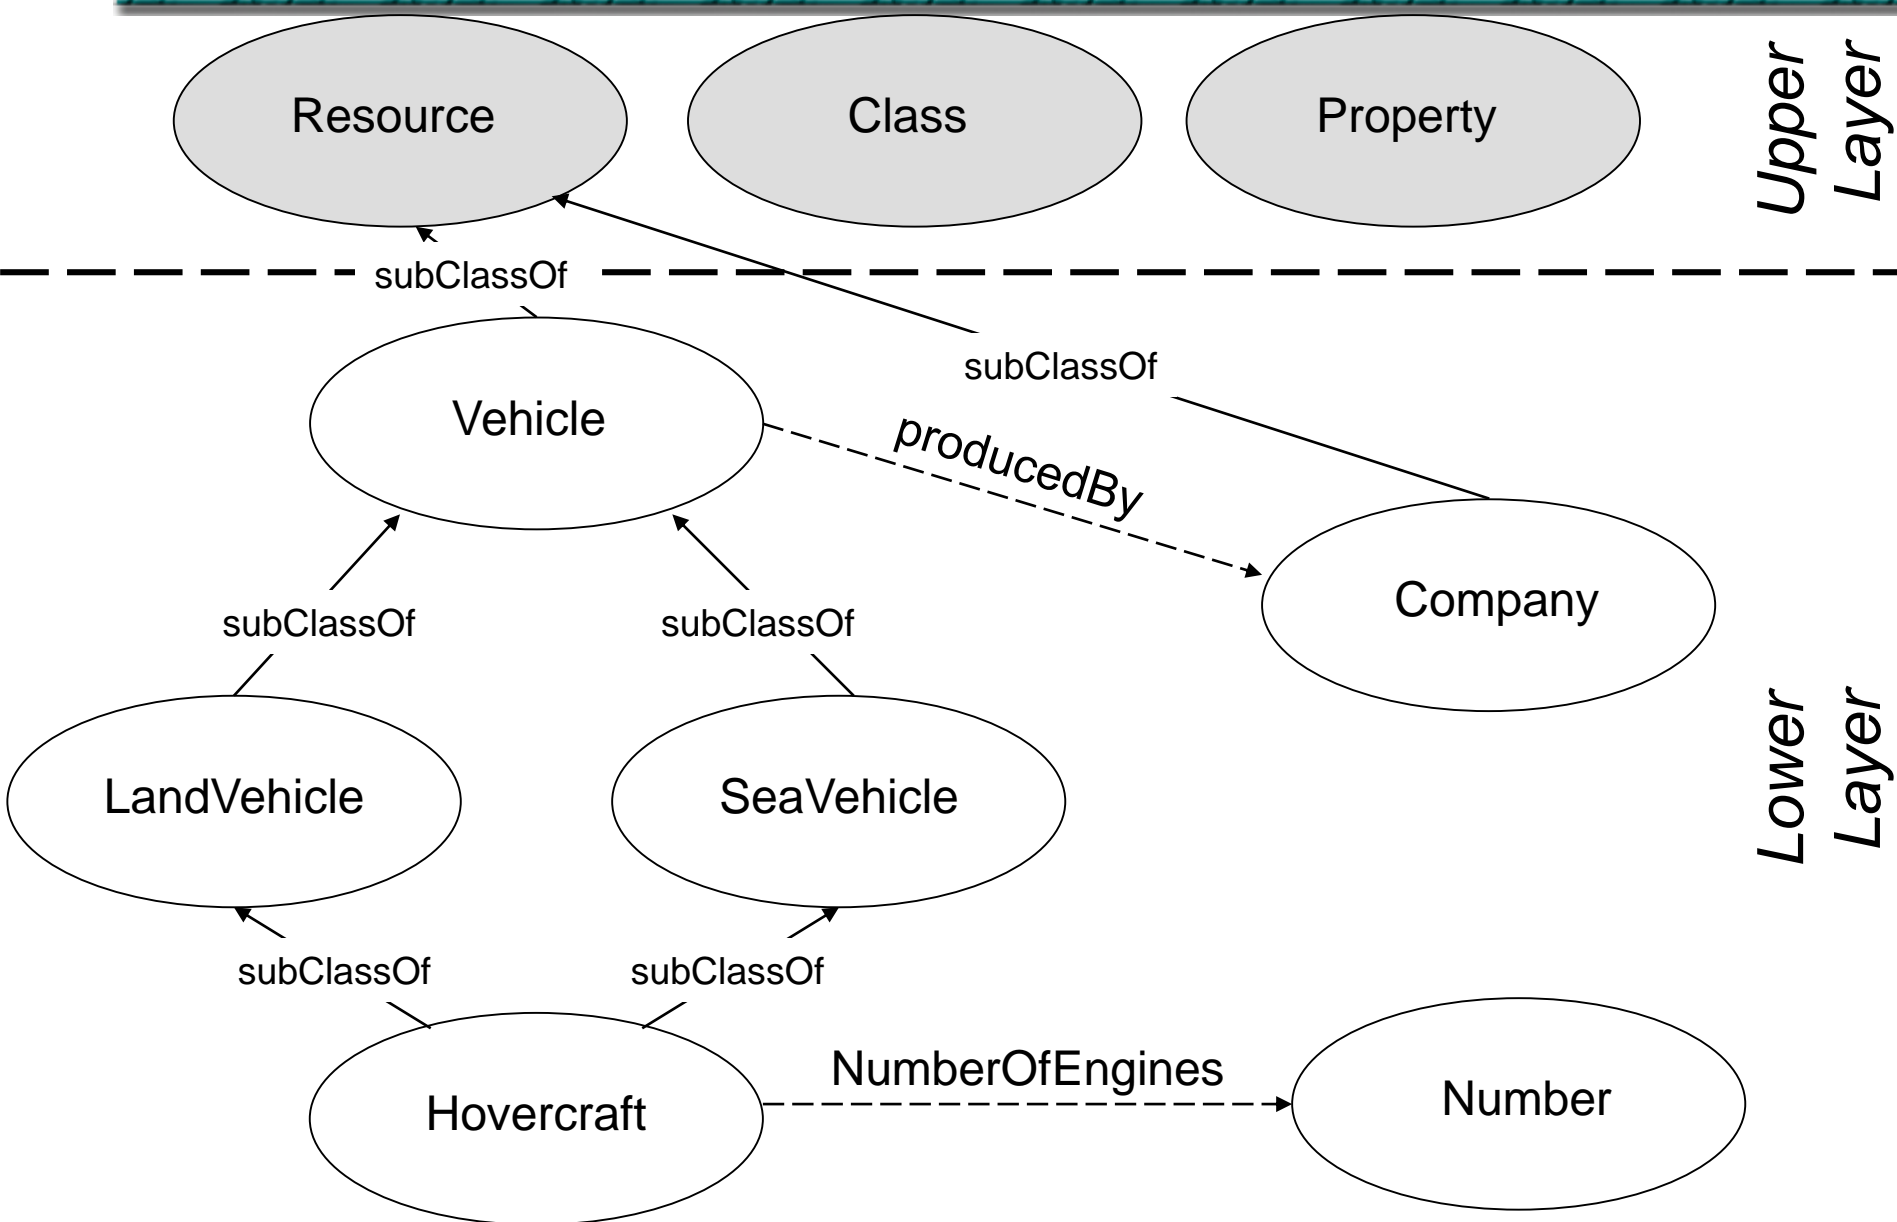 Resource
Class
Property
Upper
Layer
subClassOf
subClassOf
Vehicle
producedBy
Company
subClassOf
subClassOf
LandVehicle
SeaVehicle
Lower
Layer
subClassOf
subClassOf
NumberOfEngines
Hovercraft
Number